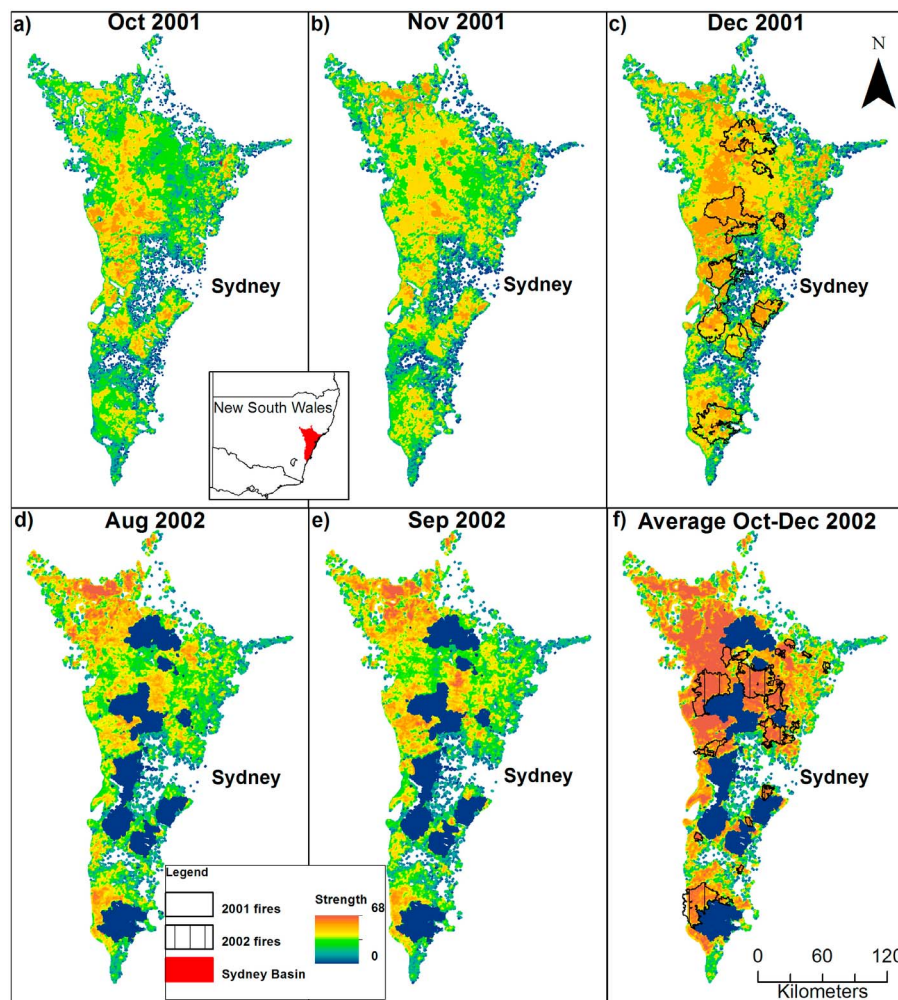 a)
Oct 2001
b)
Nov 2001
c)
Dec 2001
N
Sydney
Sydney
Sydney
New South Wales
d)
Aug 2002
e)
Sep 2002
f)
Average Oct-Dec 2002
Sydney
Sydney
Sydney
Legend
2001 fires
2002 fires
Sydney Basin
Strength
68
0
0 60 120
Kilometers